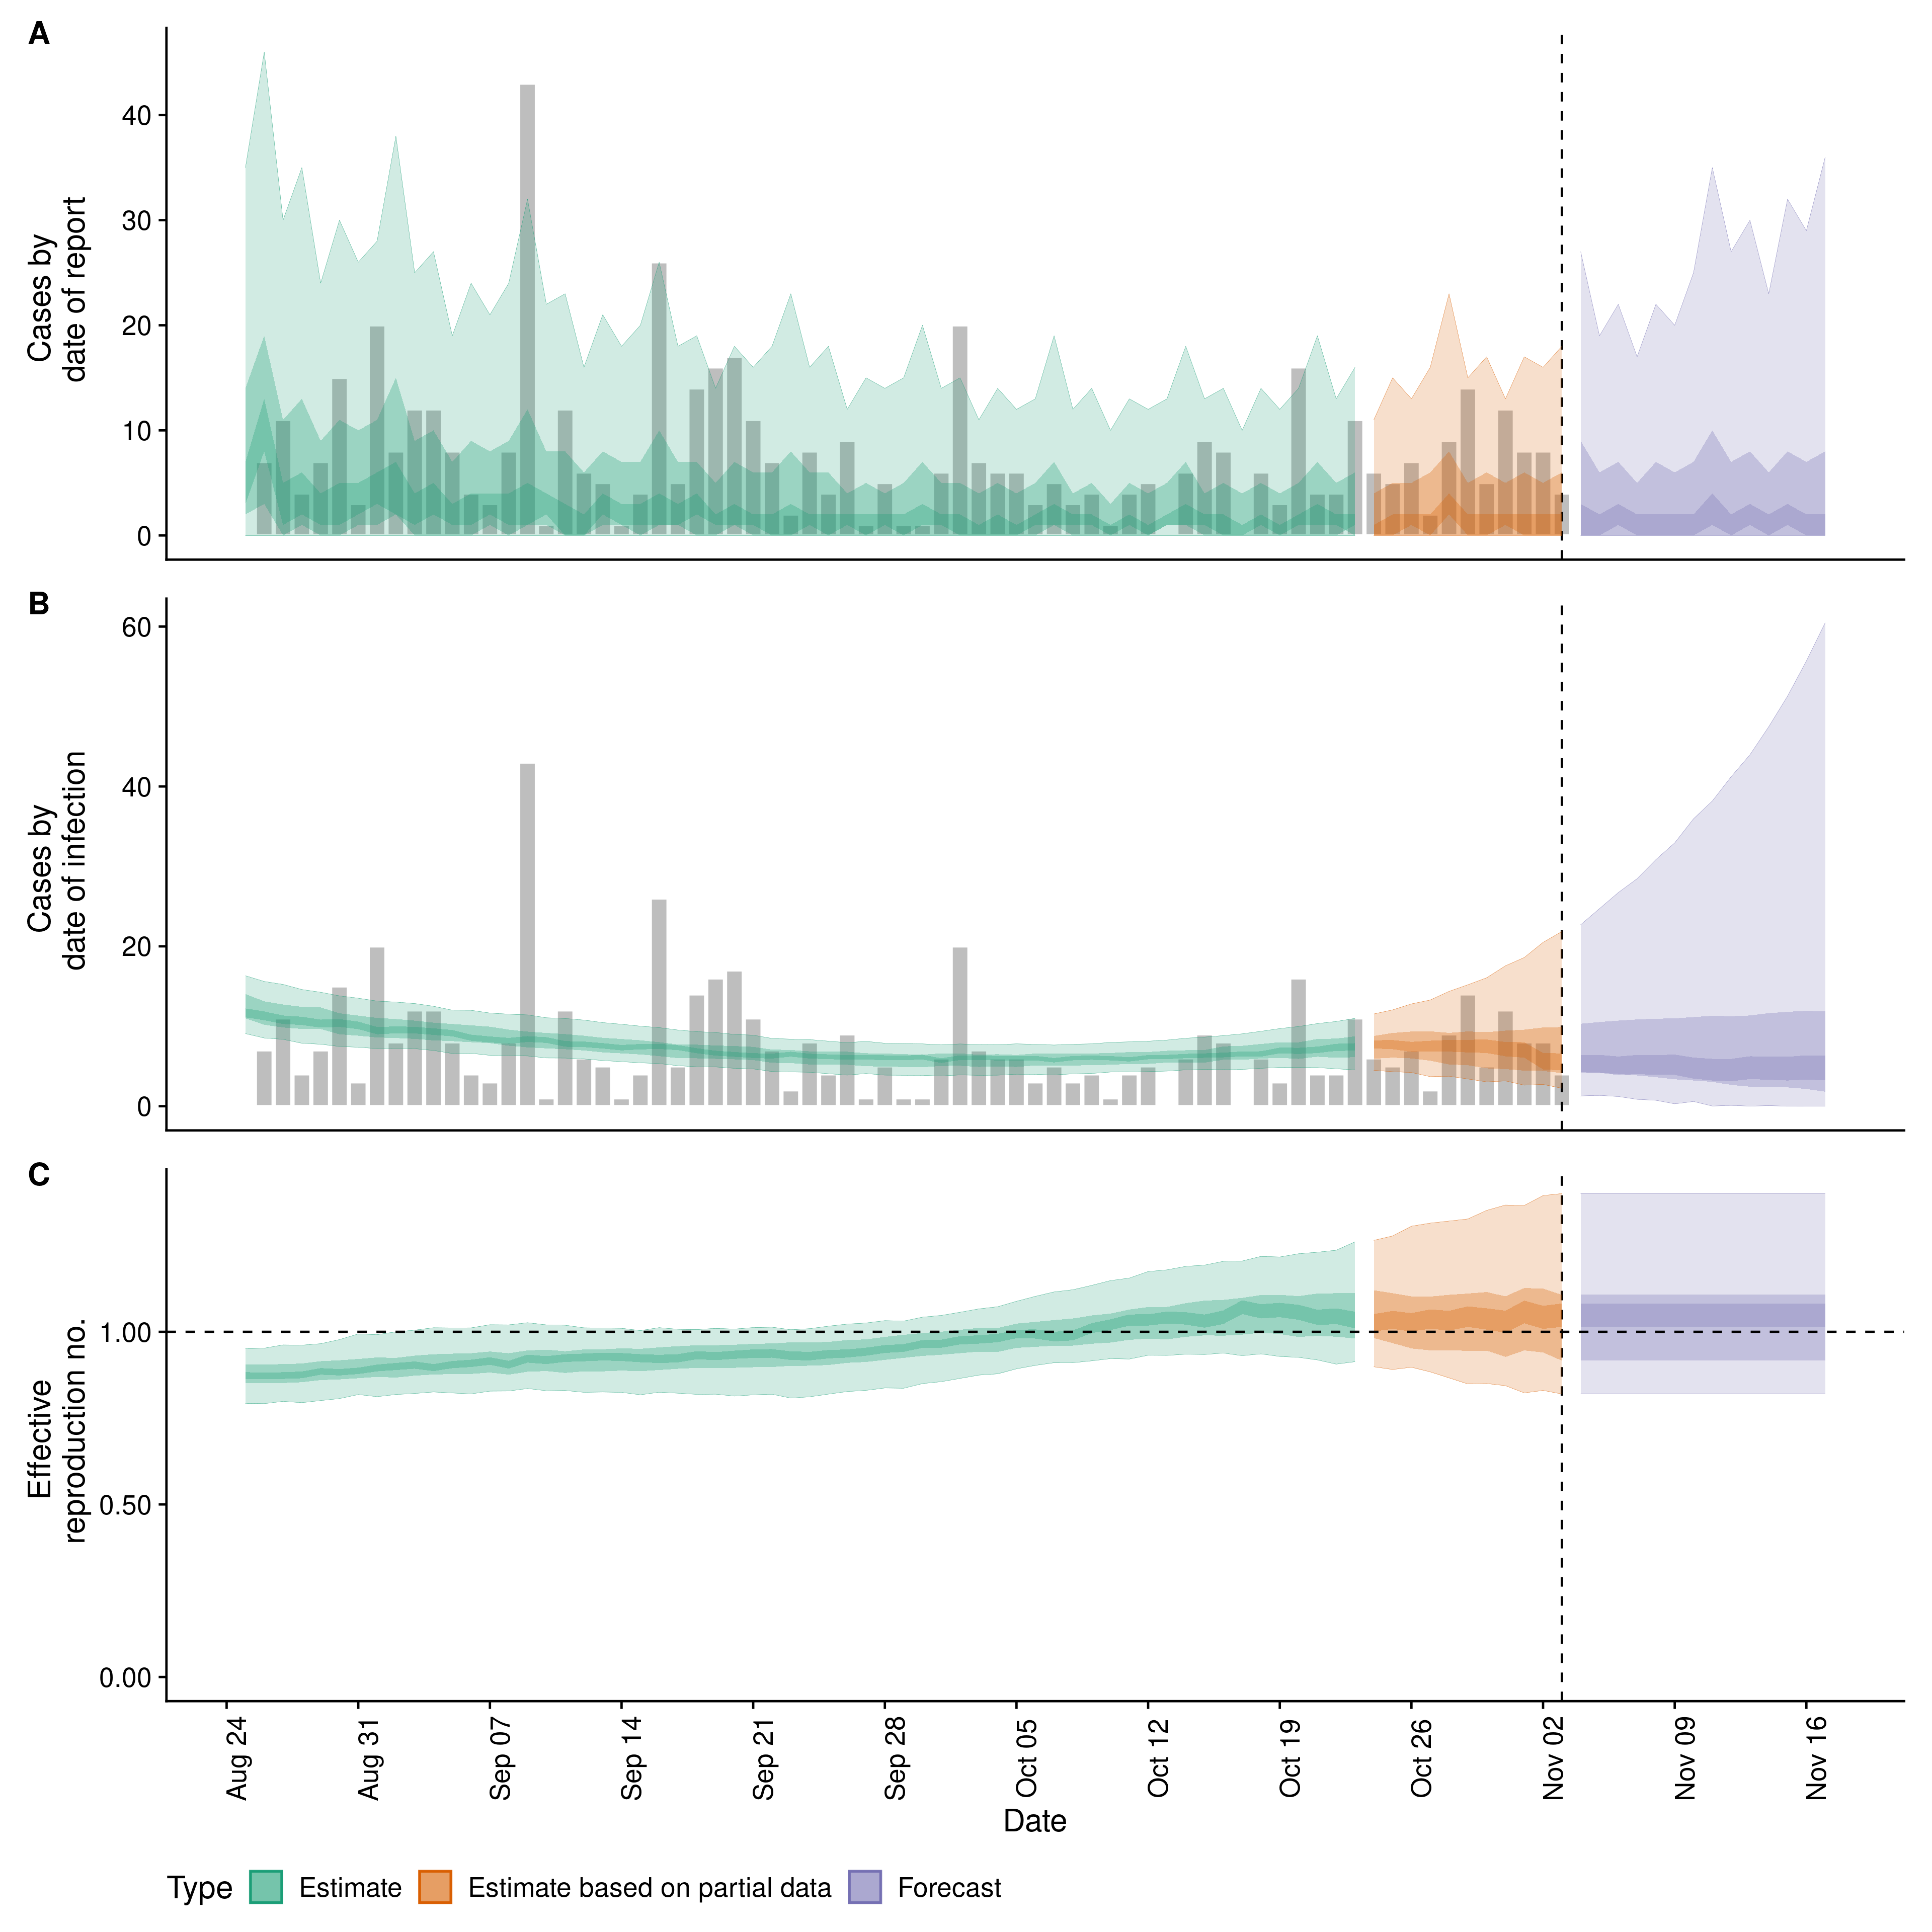 A
Cases by
date of report
40
30
20
10
0
B
Cases by
date of infection
60
40
20
0
C
Effective
reproduction no.
1.00
0.50
0.00
Aug 24
Aug 31
Sep 07
Sep 14
Sep 21
Sep 28
Oct 05
Oct 12
Oct 19
Oct 26
Nov 02
Nov 09
Nov 16
Date
Type Estimate Estimate based on partial data Forecast